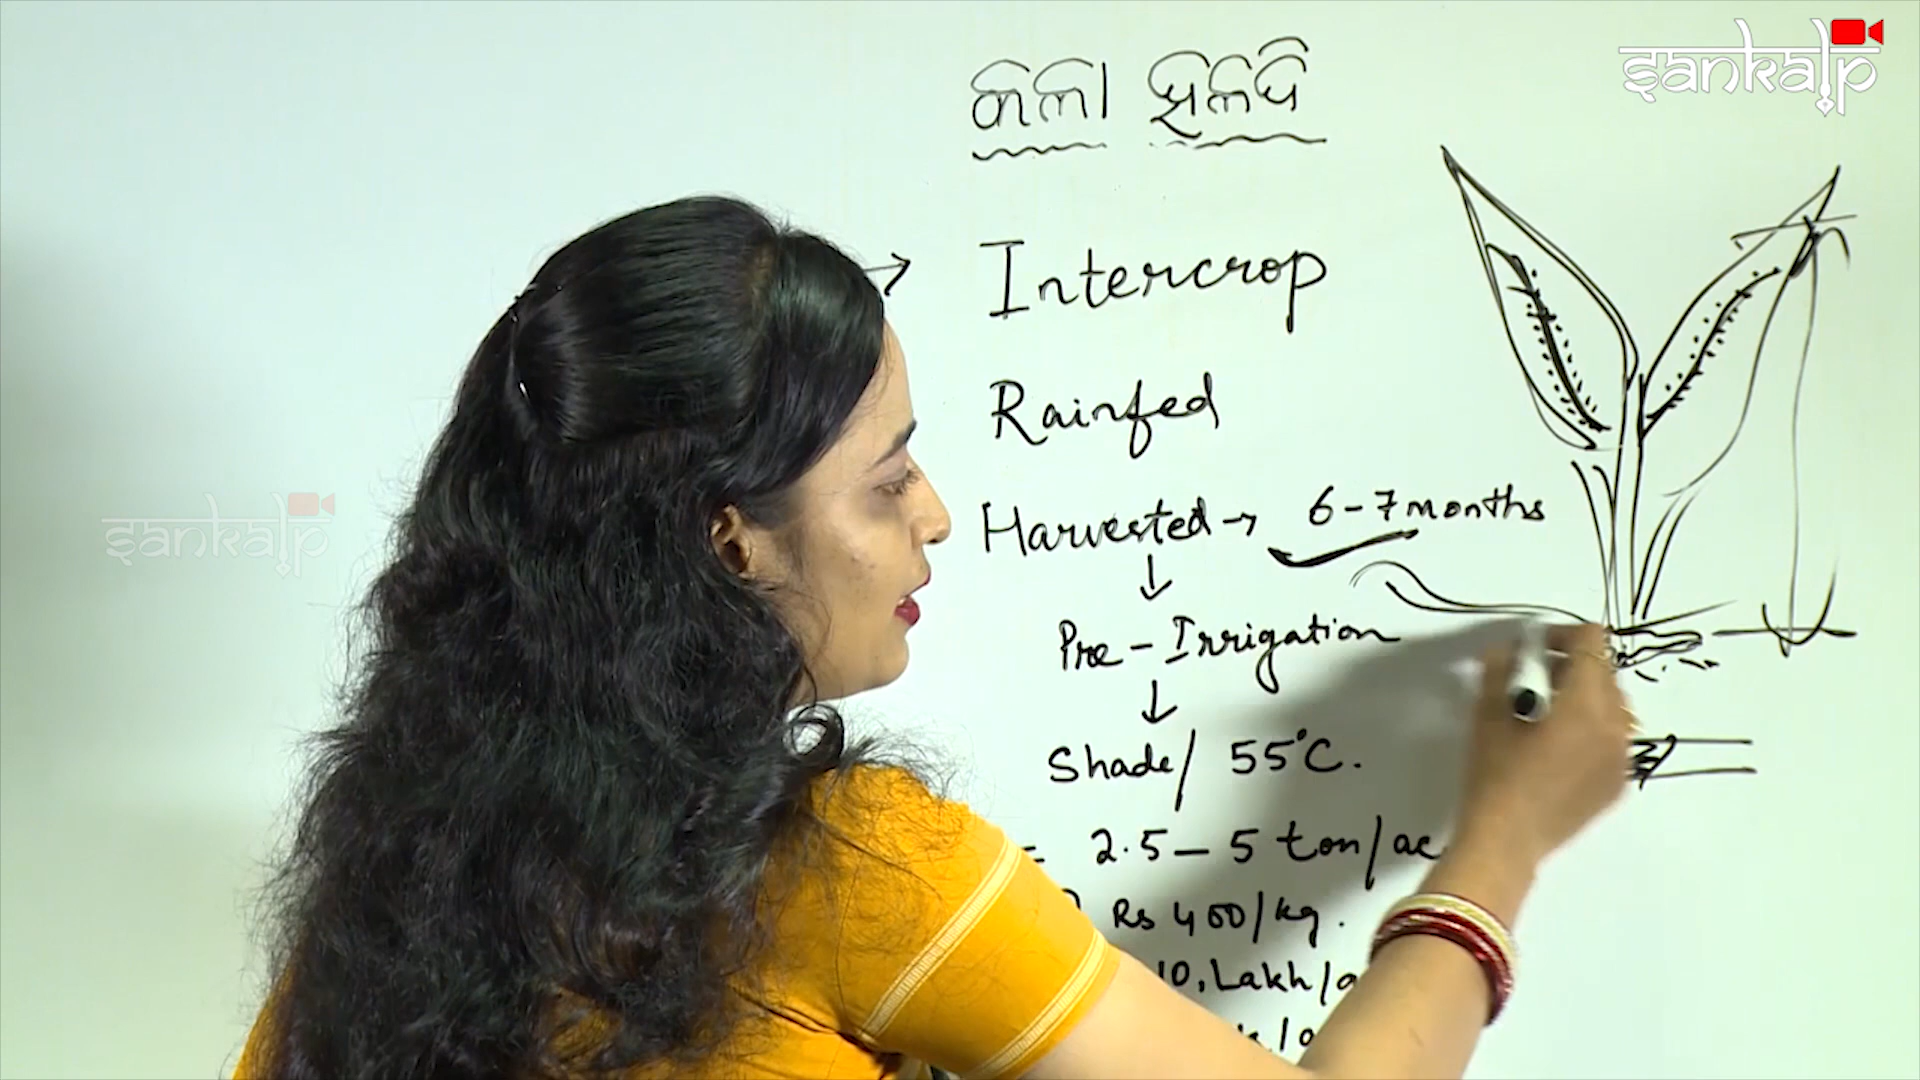 sankalp
କଳା ହଳଦି
→ Intercrop
Rainfed
Harvested → 6-7 months
↓
Pre - Irrigation
↓
Shade / 55°C.
= 2.5 - 5 ton/ac
Rs 400/kg.
10, Lakh/a
sankalp